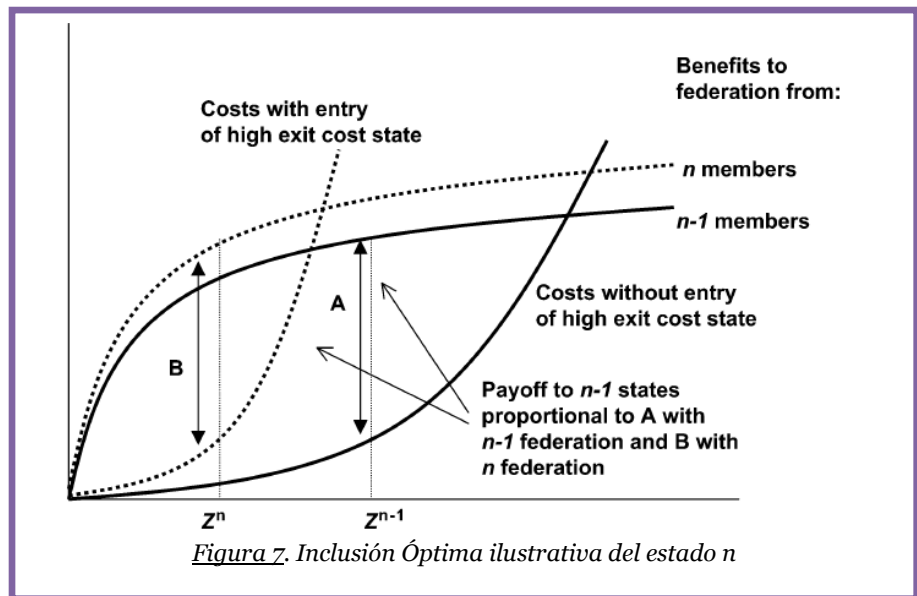 Benefits to
federation from:
Costs with entry
of high exit cost state
n members
n-1 members
Costs without entry
of high exit cost state
A
B
Payoff to n-1 states
proportional to A with
n-1 federation and B with
n federation
Zⁿ
Zⁿ⁻¹
Figura 7. Inclusión Óptima ilustrativa del estado n